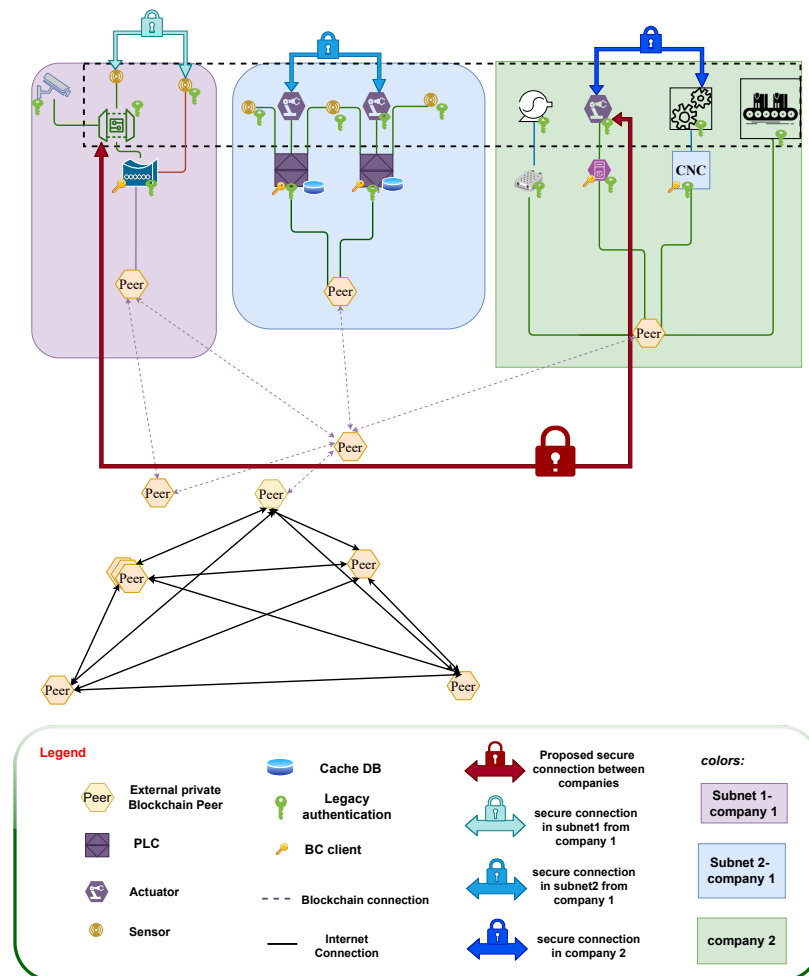 CNC
Peer
Peer
Peer
Peer
Peer
Peer
Peer
Peer
Peer
Peer
Legend
Peer
External private
Blockchain Peer
PLC
Actuator
Sensor
Cache DB
Legacy
authentication
BC client
Blockchain connection
Internet
Connection
Proposed secure
connection between
companies
secure connection
in subnet1 from
company 1
secure connection
in subnet2 from
company 1
secure connection
in company 2
colors:
Subnet 1-
company 1
Subnet 2-
company 1
company 2